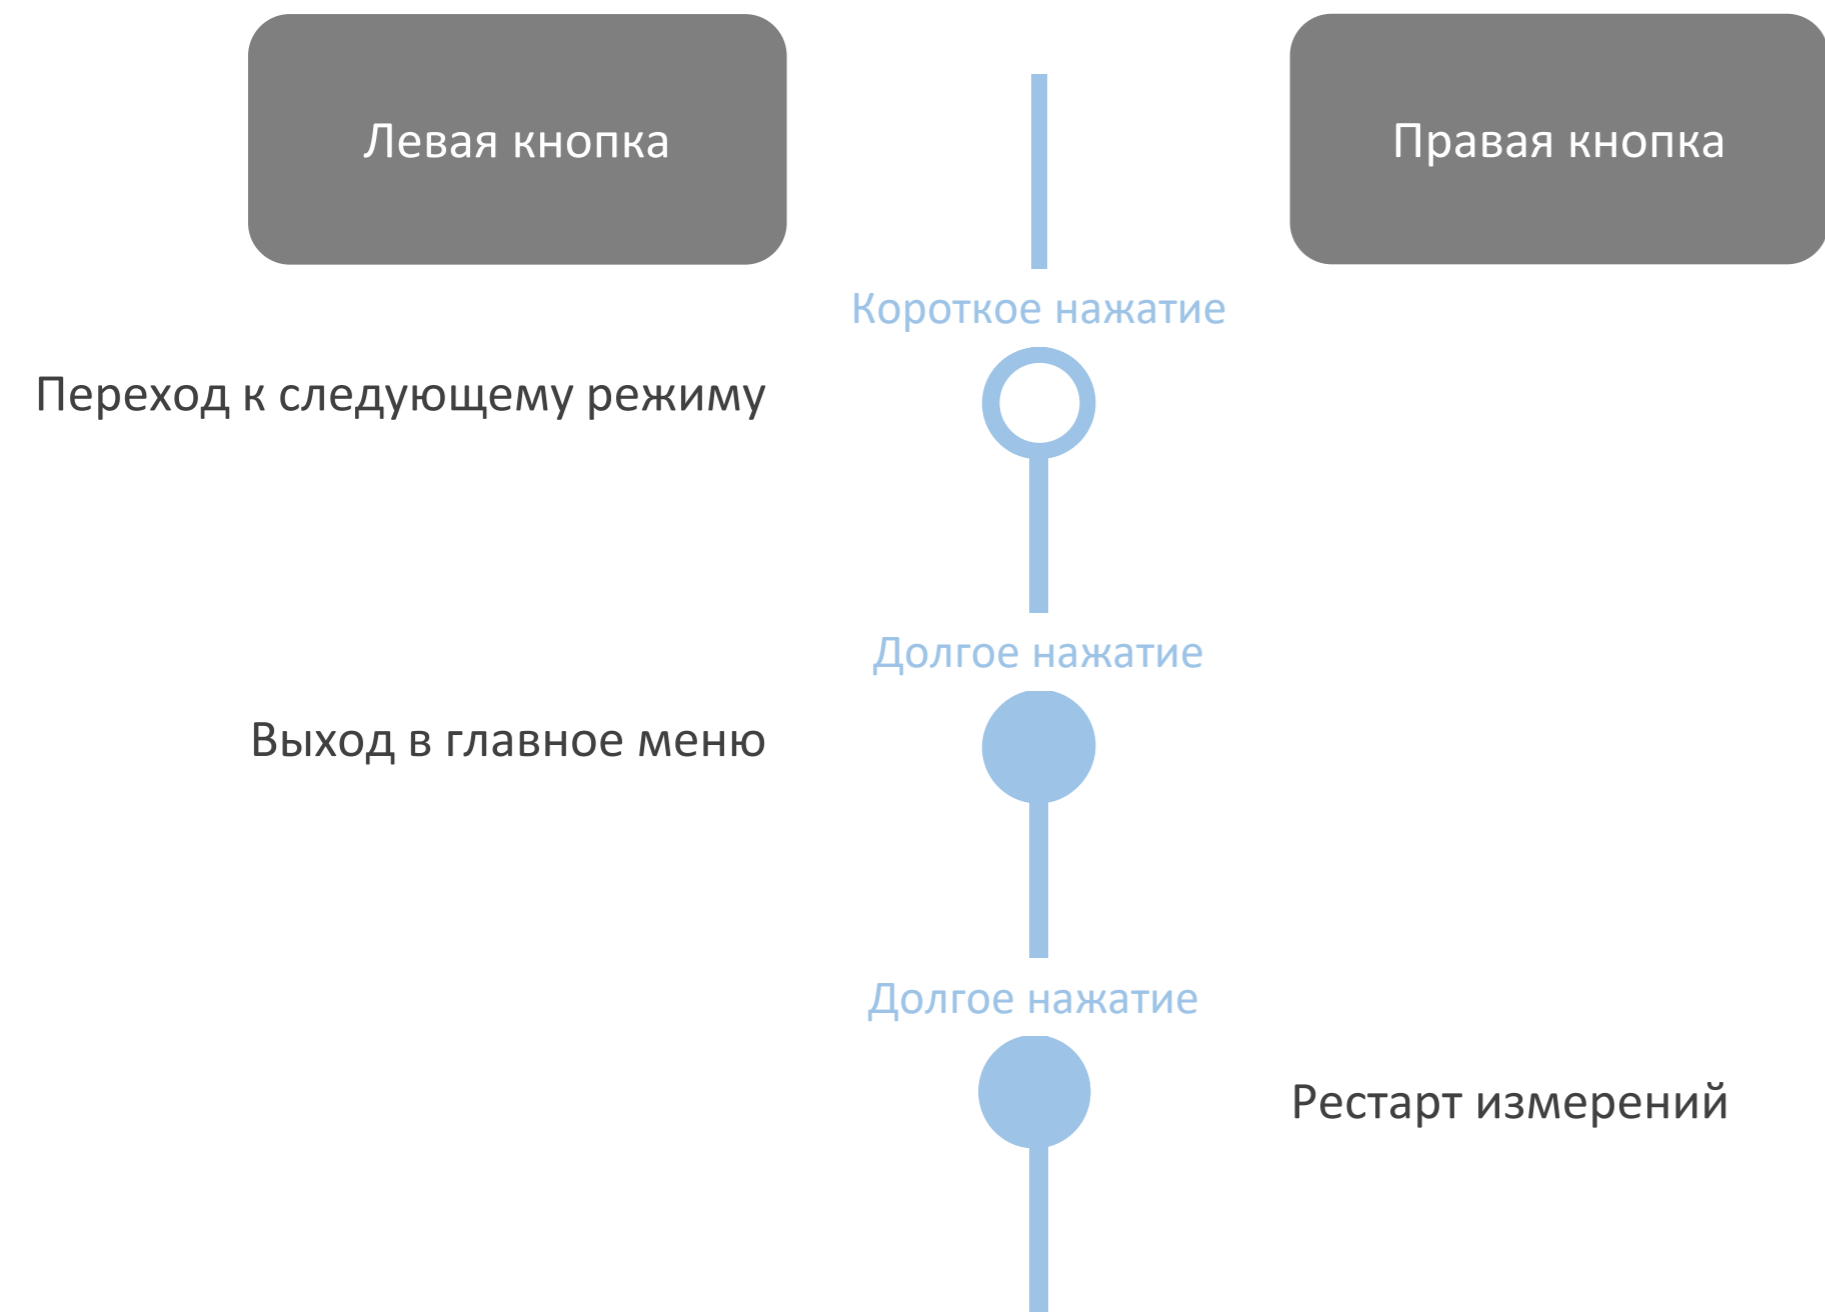 Левая кнопка
Правая кнопка
Короткое нажатие
Переход к следующему режиму
Долгое нажатие
Выход в главное меню
Долгое нажатие
Рестарт измерений